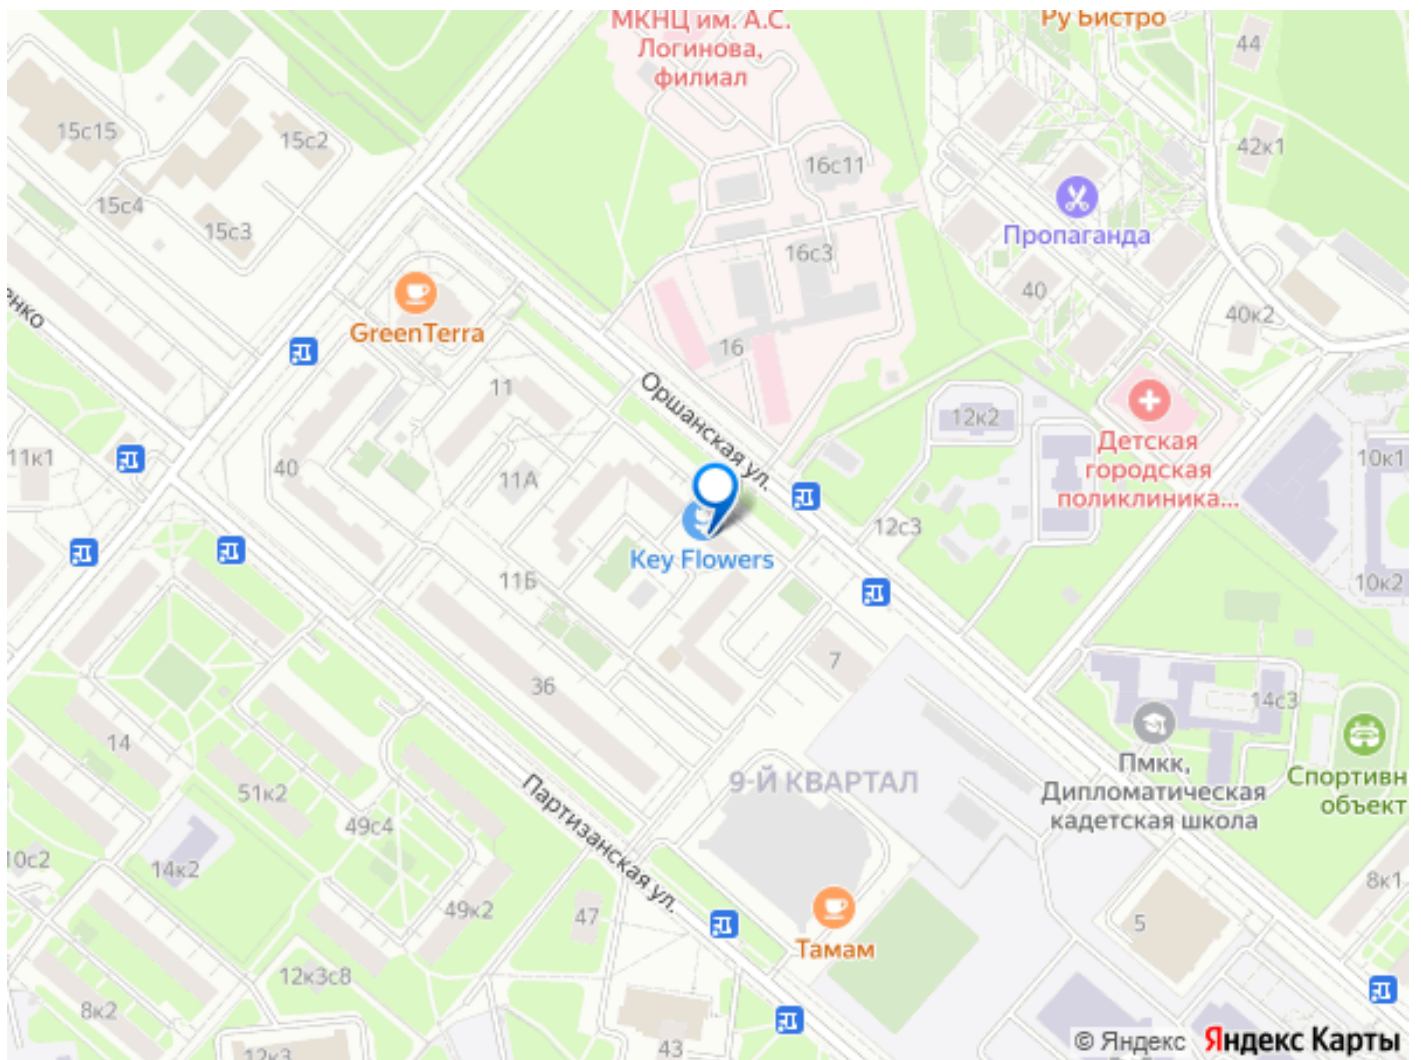 МКНЦ им. А.С.
Логинова,
филиал
Ру Бистро
44
15с15
15с2
42к1
16с11
15с4
15с3
Пропаганда
16с3
40
енко
GreenTerra
40к2
16
11
Оршанская ул.
12к2
Детская
городская
поликлиника...
11к1
40
11А
10к1
12с3
Key Flowers
11Б
10к2
7
36
14с3
14
9-Й КВАРТАЛ
Пмкк,
Дипломатическая
кадетская школа
Спортивн
объект
51к2
Партизанская ул.
49с4
10с2
14к2
8к1
49к2
47
5
Тамам
12к3с8
8к2
12к3
43
© Яндекс Яндекс Карты